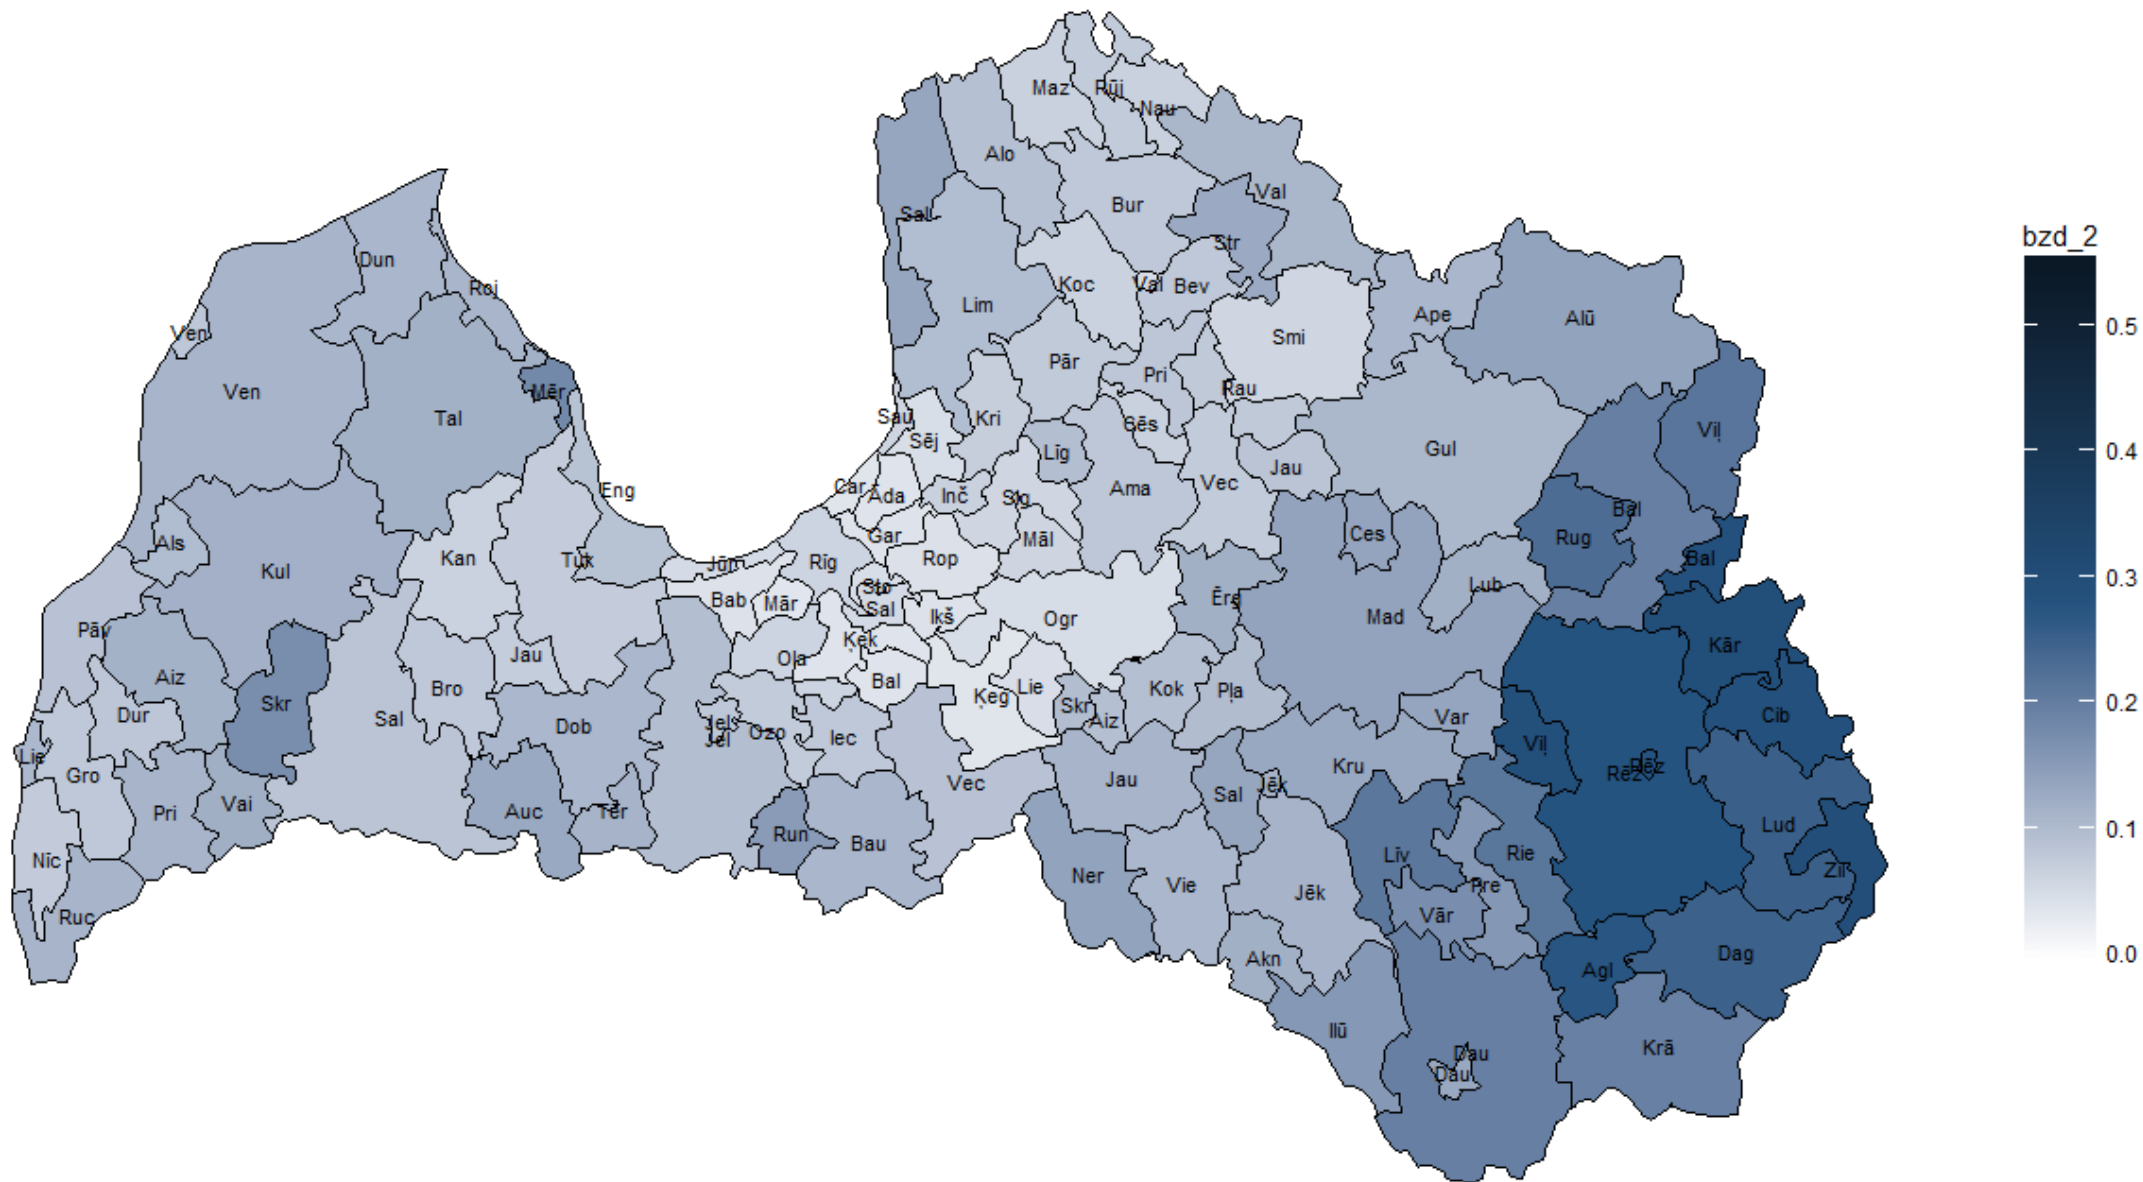 Maz
Rūj
Nau
Alo
Val
Bur
Sal
Str
Dun
Koc
Val
Bev
Roj
Lim
Ape
Alū
Ven
Smi
Pār
Pri
Rau
Ven
Mēr
Tal
Sau
Kri
Cēs
Viļ
Sēj
Līg
Gul
Jau
Eng
Car
Āda
Inč
Sig
Ama
Vec
Bal
Als
Gar
Māl
Ces
Rug
Kan
Tuk
Jūr
Rīg
Rop
Bal
Kul
Sto
Lub
Bab
Mār
Sal
Ikš
Ogr
Ērg
Mad
Pāv
Ķek
Kār
Jau
Ola
Aiz
Bro
Bal
Ķeg
Lie
Kok
Pļa
Dur
Skr
Sal
Skr
Aiz
Var
Cib
Dob
Jel
Jel
Ozo
Iec
Viļ
Lie
Gro
Vec
Jau
Kru
Rēz
Rēz
Vai
Sal
Jēk
Pri
Auc
Tēr
Lud
Run
Bau
Līv
Rie
Nīc
Ner
Vie
Jēk
Pre
Zil
Ruc
Vār
Akn
Agl
Dag
Ilū
Dau
Dau
Krā
bzd_2
0.5
0.4
0.3
0.2
0.1
0.0